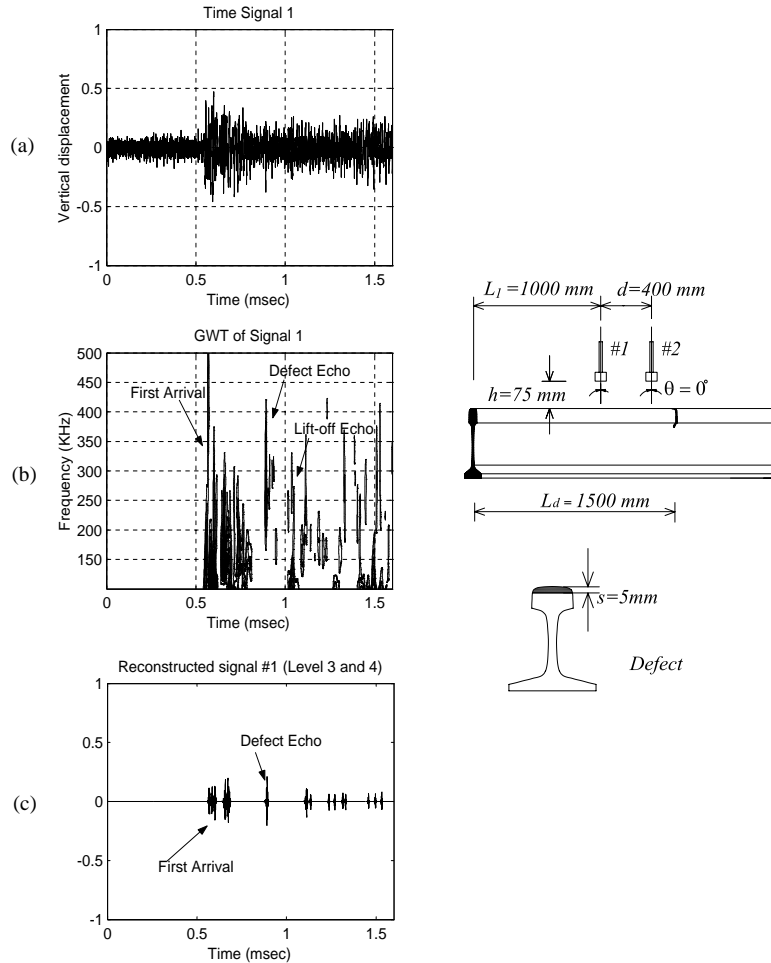 Time Signal 1
(a)
Vertical displacement
1
0.5
0
-0.5
-1
0 0.5 1 1.5
Time (msec)
GWT of Signal 1
(b)
Frequency (KHz)
500
450
400
350
300
250
200
150
First Arrival
Defect Echo
Lift-off Echo
0 0.5 1 1.5
Time (msec)
Reconstructed signal #1 (Level 3 and 4)
(c)
1
0.5
0
-0.5
-1
Defect Echo
First Arrival
0 0.5 1 1.5
Time (msec)
L1 =1000 mm d=400 mm
#1 #2
h=75 mm
θ = 0°
Ld = 1500 mm
s=5mm
Defect